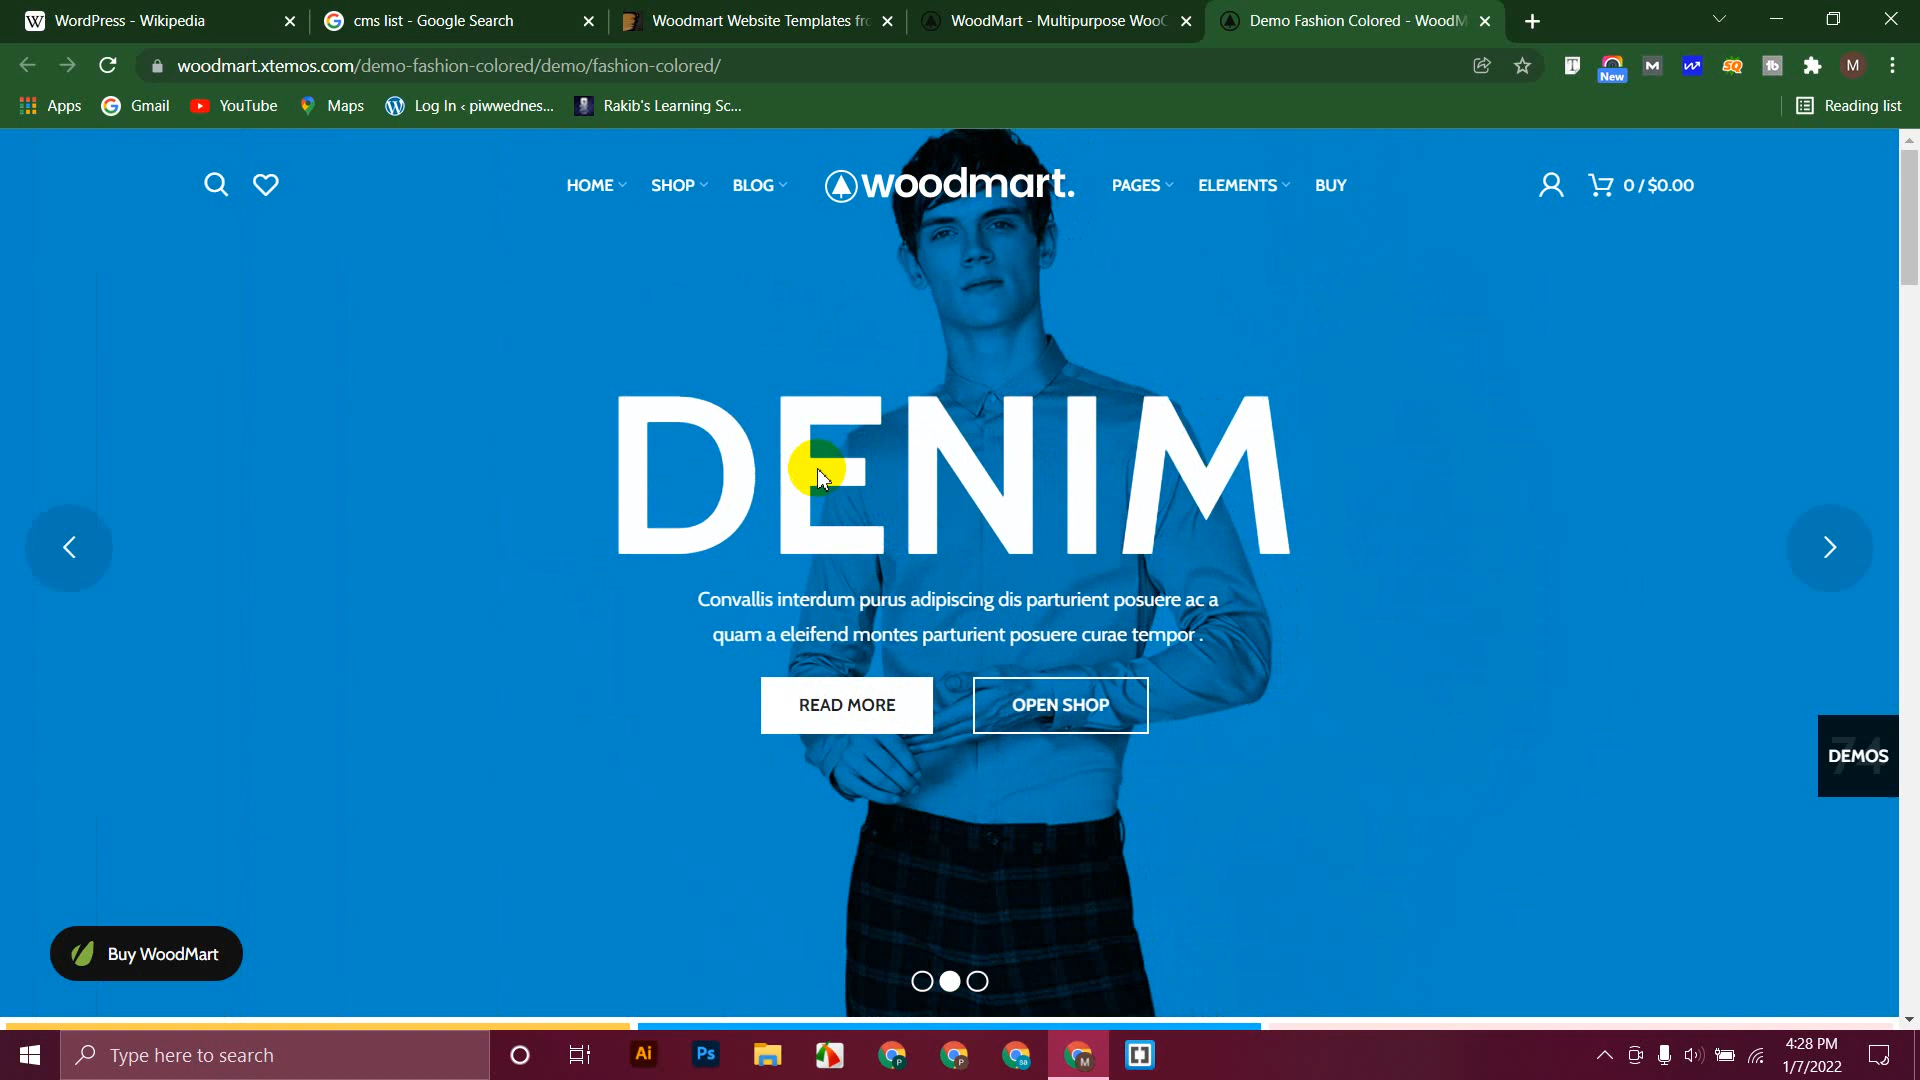 WordPress - Wikipedia
cms list - Google Search
Woodmart Website Templates fr
WoodMart - Multipurpose Woo
Demo Fashion Colored - WoodM
woodmart.xtemos.com/demo-fashion-colored/demo/fashion-colored/
New
M
Apps
Gmail
YouTube
Maps
Log In ‹ piwwednes...
Rakib's Learning Sc...
Reading list
HOME
SHOP
BLOG
woodmart.
PAGES
ELEMENTS
BUY
0 / $0.00
DENIM
Convallis interdum purus adipiscing dis parturient posuere ac a
quam a eleifend montes parturient posuere curae tempor .
READ MORE
OPEN SHOP
74
DEMOS
Buy WoodMart
Type here to search
Ai
Ps
4:28 PM
1/7/2022